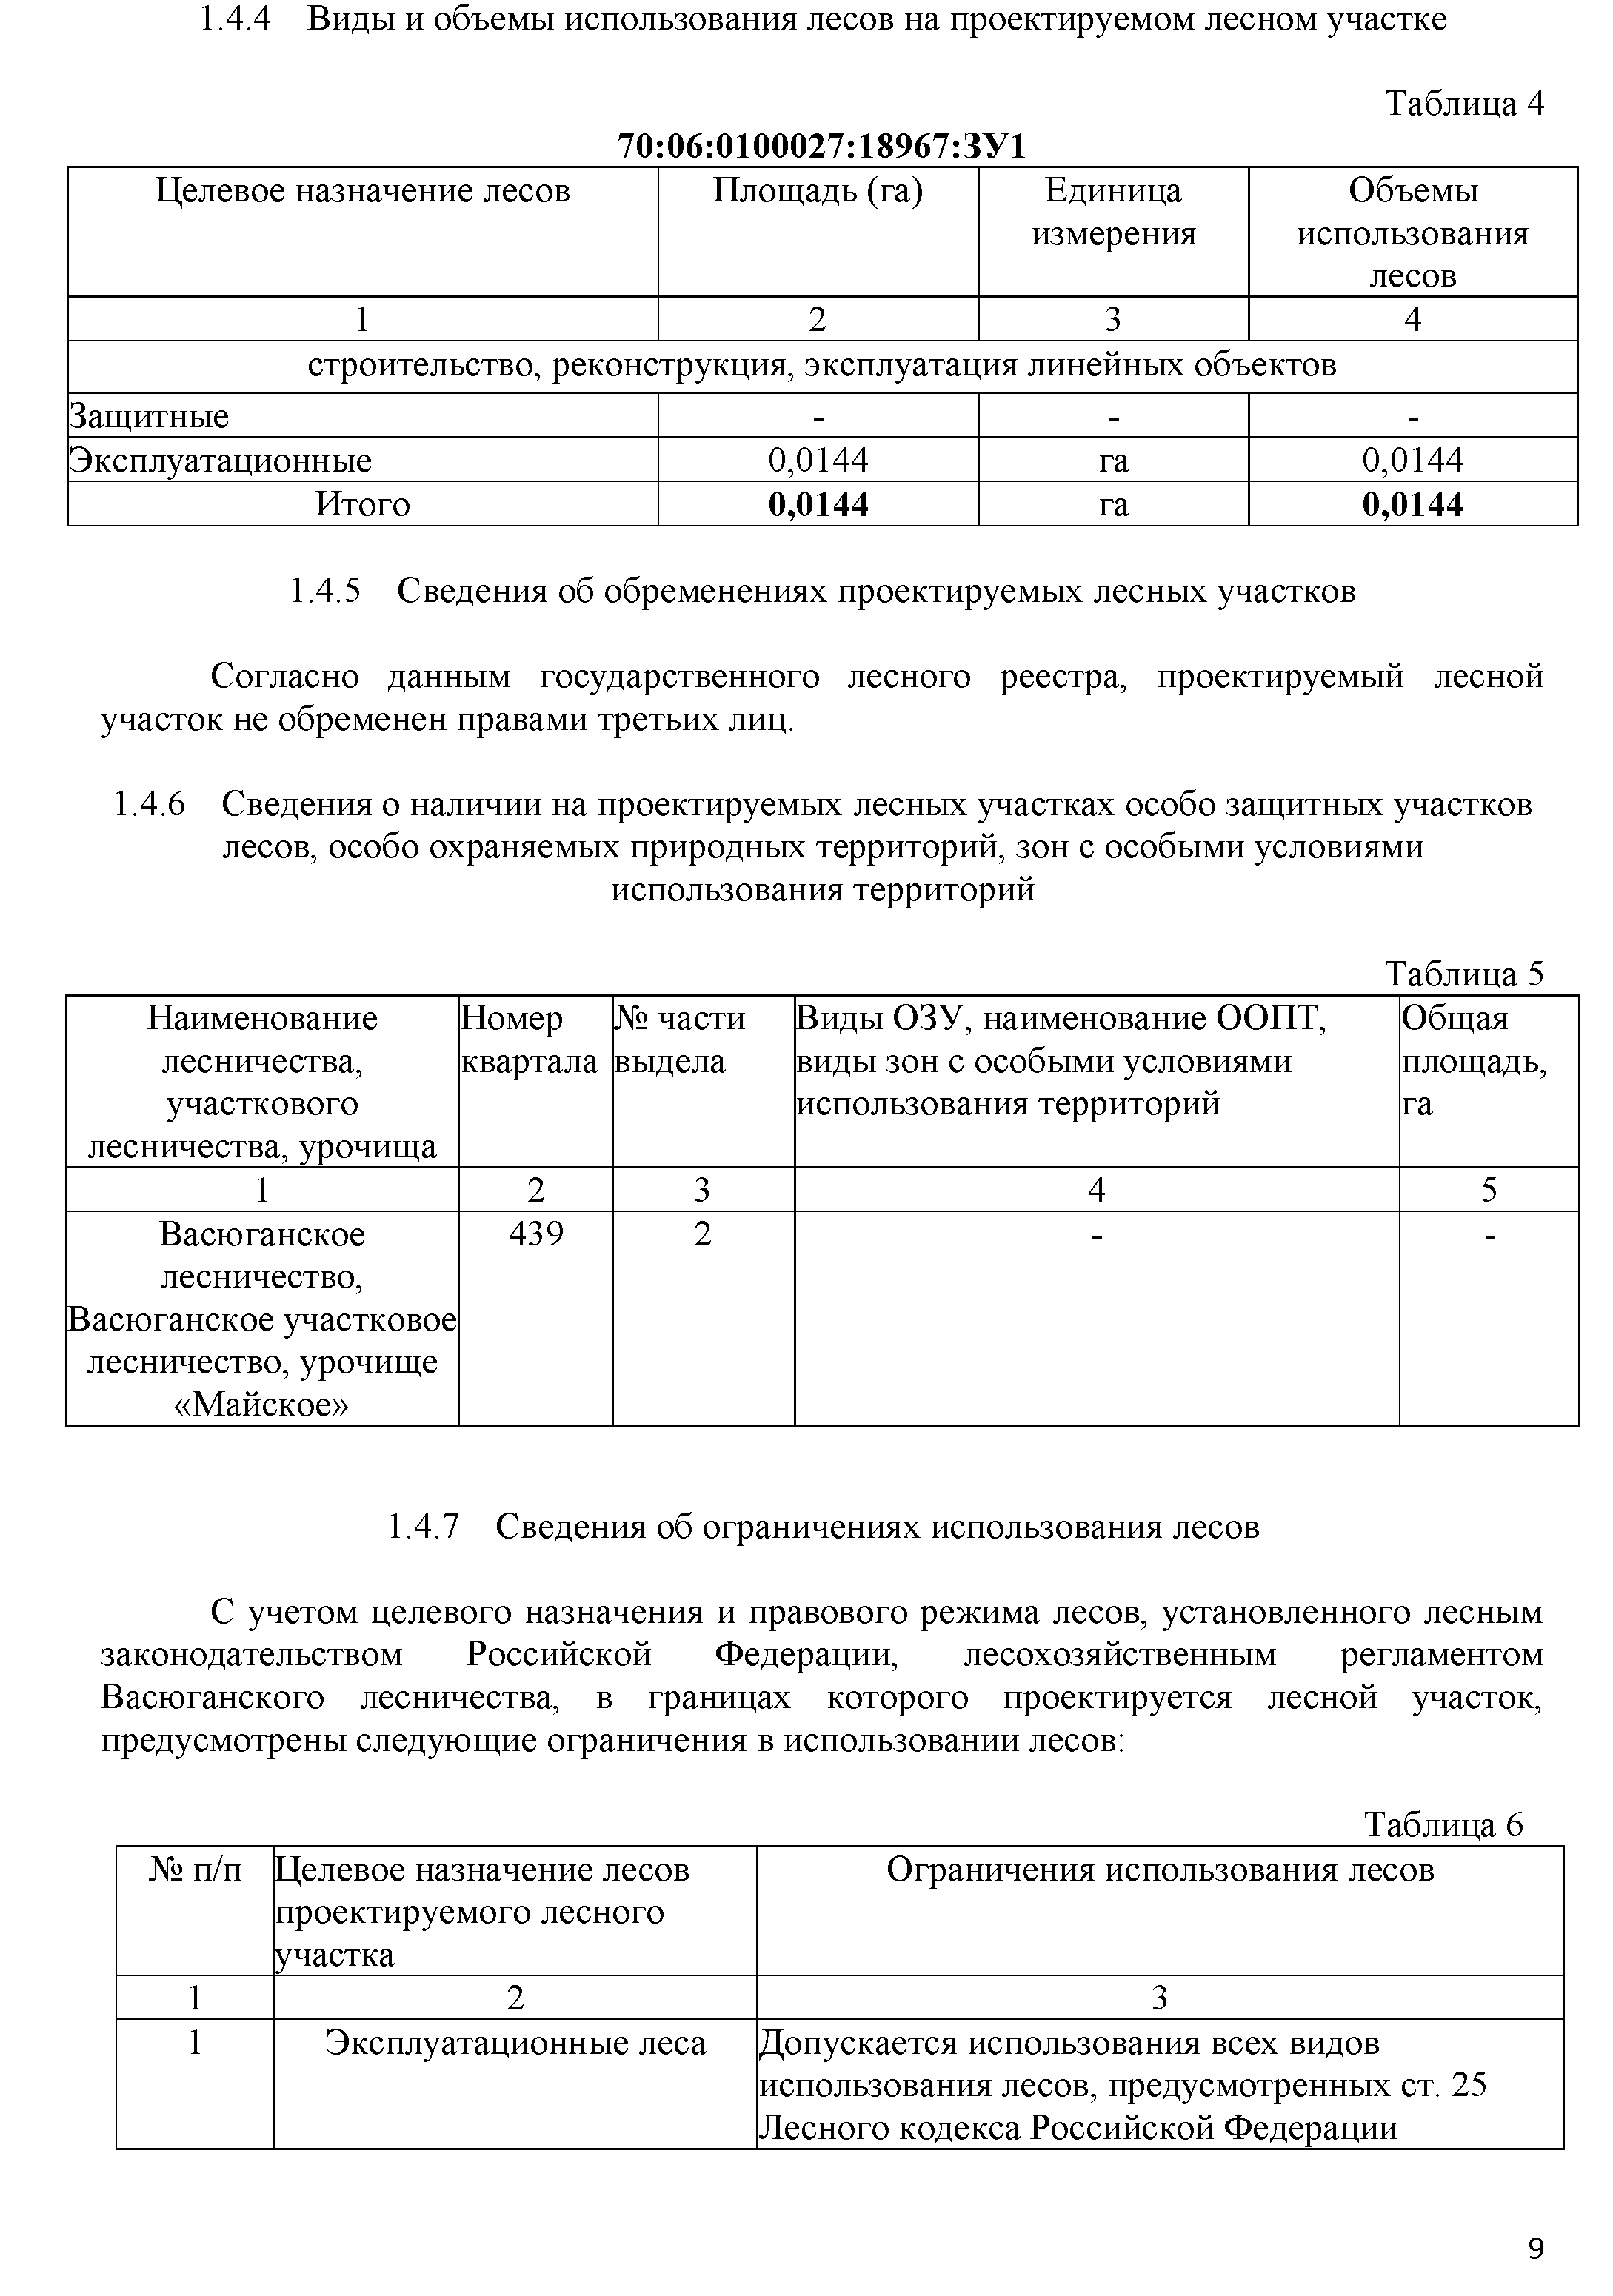 1.4.4 Виды и объемы использования лесов на проектируемом лесном участке
Таблица 4
70:06:0100027:18967:ЗУ1
Целевое назначение лесов Площадь (га) Единица измерения Объемы использования лесов
1 2 3 4
строительство, реконструкция, эксплуатация линейных объектов
Защитные - - -
Эксплуатационные 0,0144 га 0,0144
Итого 0,0144 га 0,0144
1.4.5 Сведения об обременениях проектируемых лесных участков
Согласно данным государственного лесного реестра, проектируемый лесной
участок не обременен правами третьих лиц.
1.4.6 Сведения о наличии на проектируемых лесных участках особо защитных участков
лесов, особо охраняемых природных территорий, зон с особыми условиями
использования территорий
Таблица 5
Наименование
лесничества,
участкового
лесничества, урочища
Номер
квартала
№ части
выдела
Виды ОЗУ, наименование ООПТ,
виды зон с особыми условиями
использования территорий
Общая
площадь,
га
1 2 3 4 5
Васюганское
лесничество,
Васюганское участковое
лесничество, урочище
«Майское»
439 2 - -
1.4.7 Сведения об ограничениях использования лесов
С учетом целевого назначения и правового режима лесов, установленного лесным
законодательством Российской Федерации, лесохозяйственным регламентом
Васюганского лесничества, в границах которого проектируется лесной участок,
предусмотрены следующие ограничения в использовании лесов:
Таблица 6
№ п/п
Целевое назначение лесов
проектируемого лесного
участка
Ограничения использования лесов
1 2 3
1 Эксплуатационные леса
Допускается использования всех видов
использования лесов, предусмотренных ст. 25
Лесного кодекса Российской Федерации
9